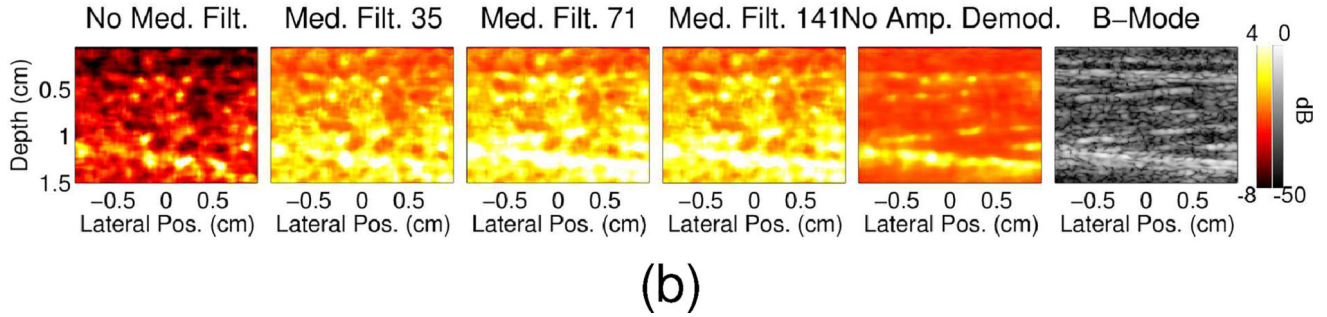 No Med. Filt. Med. Filt. 35 Med. Filt. 71 Med. Filt. 141 No Amp. Demod. B−Mode
Depth (cm)
0.5
1
1.5
4 0
dB
-8 -50
−0.5 0 0.5 −0.5 0 0.5 −0.5 0 0.5 −0.5 0 0.5 −0.5 0 0.5 −0.5 0 0.5
Lateral Pos. (cm) Lateral Pos. (cm) Lateral Pos. (cm) Lateral Pos. (cm) Lateral Pos. (cm) Lateral Pos. (cm)
(b)